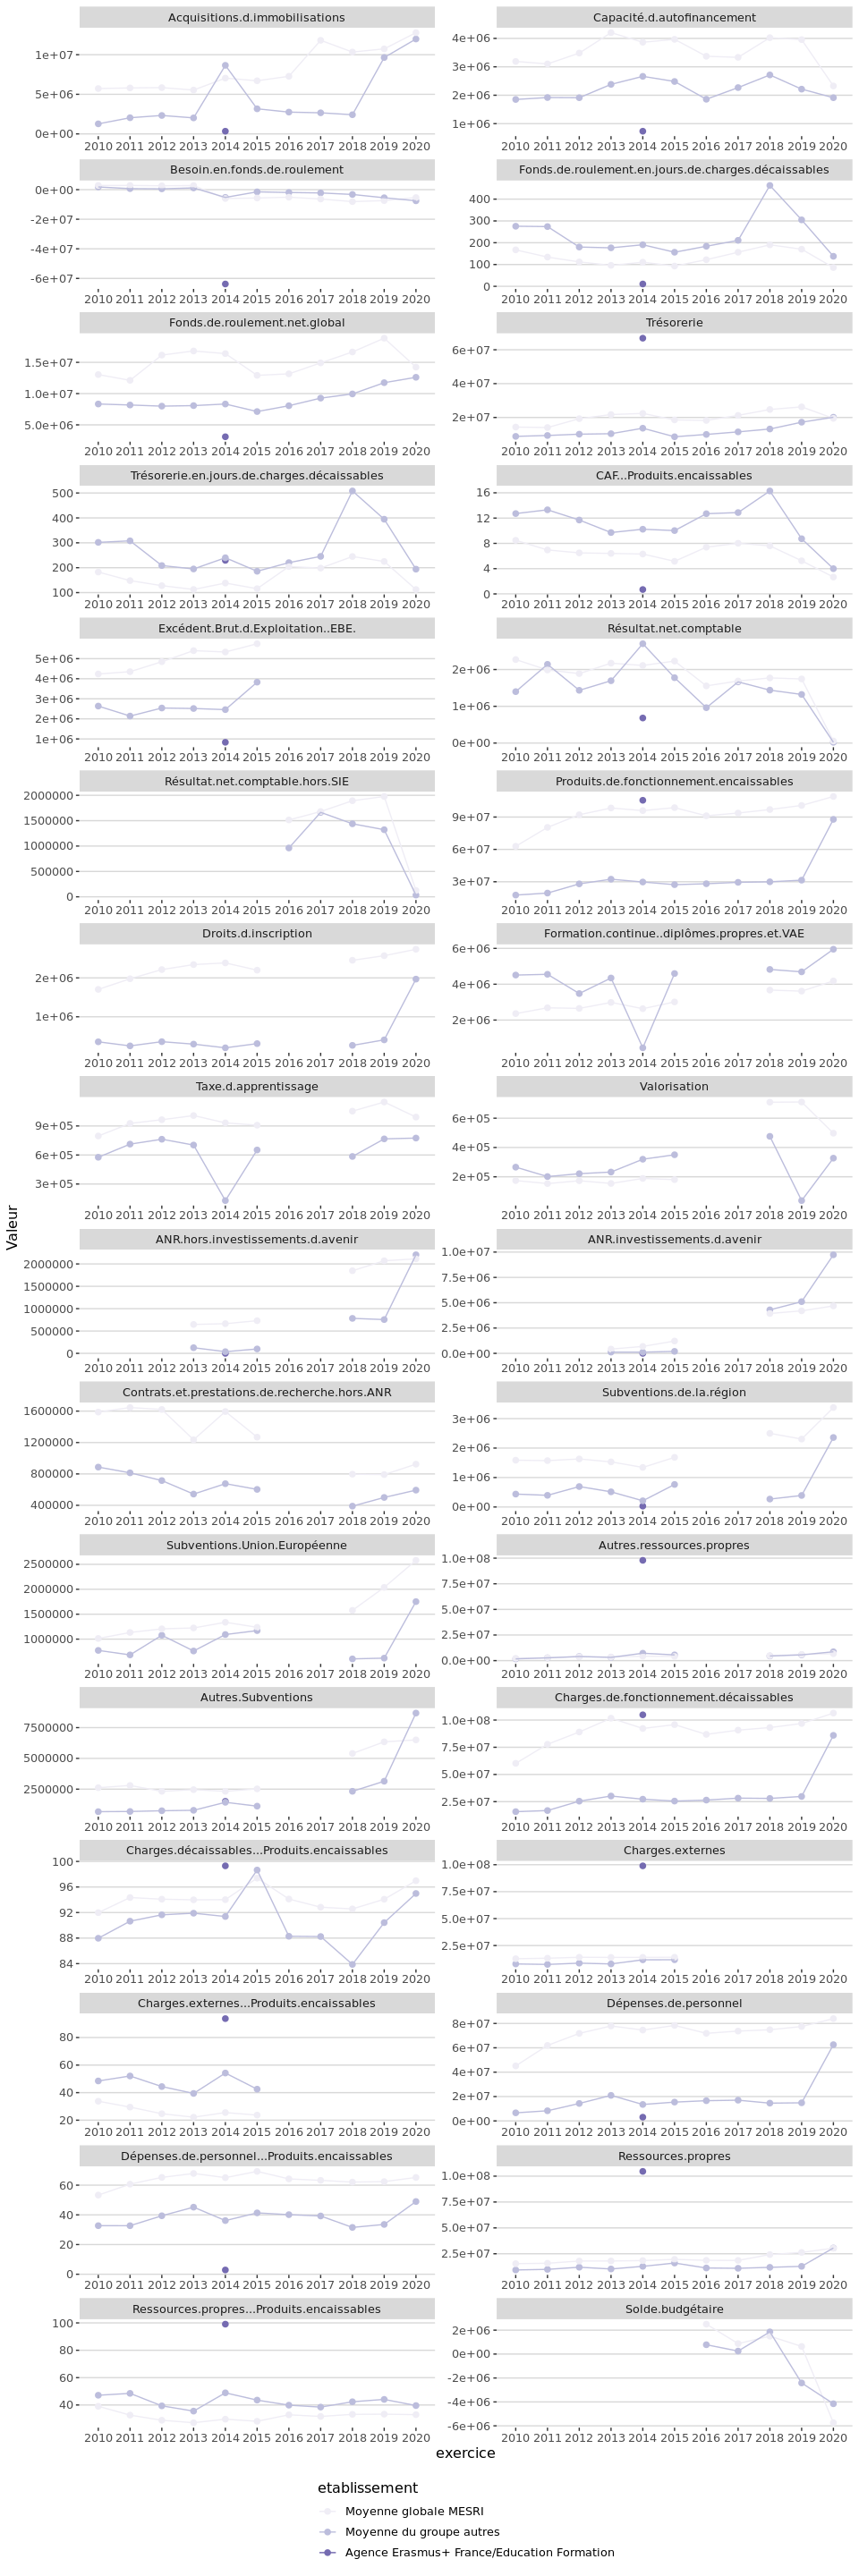 Acquisitions.d.immobilisations
Capacité.d.autofinancement
1e+07
5e+06
0e+00
4e+06
3e+06
2e+06
1e+06
2010 2011 2012 2013 2014 2015 2016 2017 2018 2019 2020
2010 2011 2012 2013 2014 2015 2016 2017 2018 2019 2020
Besoin.en.fonds.de.roulement
Fonds.de.roulement.en.jours.de.charges.décaissables
0e+00
-2e+07
-4e+07
-6e+07
400
300
200
100
0
2010 2011 2012 2013 2014 2015 2016 2017 2018 2019 2020
2010 2011 2012 2013 2014 2015 2016 2017 2018 2019 2020
Fonds.de.roulement.net.global
Trésorerie
1.5e+07
1.0e+07
5.0e+06
6e+07
4e+07
2e+07
2010 2011 2012 2013 2014 2015 2016 2017 2018 2019 2020
2010 2011 2012 2013 2014 2015 2016 2017 2018 2019 2020
Trésorerie.en.jours.de.charges.décaissables
CAF...Produits.encaissables
500
400
300
200
100
16
12
8
4
0
2010 2011 2012 2013 2014 2015 2016 2017 2018 2019 2020
2010 2011 2012 2013 2014 2015 2016 2017 2018 2019 2020
Excédent.Brut.d.Exploitation..EBE.
Résultat.net.comptable
5e+06
4e+06
3e+06
2e+06
1e+06
2e+06
1e+06
0e+00
2010 2011 2012 2013 2014 2015 2016 2017 2018 2019 2020
2010 2011 2012 2013 2014 2015 2016 2017 2018 2019 2020
Résultat.net.comptable.hors.SIE
Produits.de.fonctionnement.encaissables
2000000
1500000
1000000
500000
0
9e+07
6e+07
3e+07
2010 2011 2012 2013 2014 2015 2016 2017 2018 2019 2020
2010 2011 2012 2013 2014 2015 2016 2017 2018 2019 2020
Droits.d.inscription
Formation.continue..diplômes.propres.et.VAE
2e+06
1e+06
6e+06
4e+06
2e+06
2010 2011 2012 2013 2014 2015 2016 2017 2018 2019 2020
2010 2011 2012 2013 2014 2015 2016 2017 2018 2019 2020
Taxe.d.apprentissage
Valorisation
9e+05
6e+05
3e+05
6e+05
4e+05
2e+05
2010 2011 2012 2013 2014 2015 2016 2017 2018 2019 2020
2010 2011 2012 2013 2014 2015 2016 2017 2018 2019 2020
Valeur
ANR.hors.investissements.d.avenir
ANR.investissements.d.avenir
2000000
1500000
1000000
500000
0
1.0e+07
7.5e+06
5.0e+06
2.5e+06
0.0e+00
2010 2011 2012 2013 2014 2015 2016 2017 2018 2019 2020
2010 2011 2012 2013 2014 2015 2016 2017 2018 2019 2020
Contrats.et.prestations.de.recherche.hors.ANR
Subventions.de.la.région
1600000
1200000
800000
400000
3e+06
2e+06
1e+06
0e+00
2010 2011 2012 2013 2014 2015 2016 2017 2018 2019 2020
2010 2011 2012 2013 2014 2015 2016 2017 2018 2019 2020
Subventions.Union.Européenne
Autres.ressources.propres
2500000
2000000
1500000
1000000
1.0e+08
7.5e+07
5.0e+07
2.5e+07
0.0e+00
2010 2011 2012 2013 2014 2015 2016 2017 2018 2019 2020
2010 2011 2012 2013 2014 2015 2016 2017 2018 2019 2020
Autres.Subventions
Charges.de.fonctionnement.décaissables
7500000
5000000
2500000
1.0e+08
7.5e+07
5.0e+07
2.5e+07
2010 2011 2012 2013 2014 2015 2016 2017 2018 2019 2020
2010 2011 2012 2013 2014 2015 2016 2017 2018 2019 2020
Charges.décaissables...Produits.encaissables
Charges.externes
100
96
92
88
84
1.0e+08
7.5e+07
5.0e+07
2.5e+07
2010 2011 2012 2013 2014 2015 2016 2017 2018 2019 2020
2010 2011 2012 2013 2014 2015 2016 2017 2018 2019 2020
Charges.externes...Produits.encaissables
Dépenses.de.personnel
80
60
40
20
8e+07
6e+07
4e+07
2e+07
0e+00
2010 2011 2012 2013 2014 2015 2016 2017 2018 2019 2020
2010 2011 2012 2013 2014 2015 2016 2017 2018 2019 2020
Dépenses.de.personnel...Produits.encaissables
Ressources.propres
60
40
20
0
1.0e+08
7.5e+07
5.0e+07
2.5e+07
2010 2011 2012 2013 2014 2015 2016 2017 2018 2019 2020
2010 2011 2012 2013 2014 2015 2016 2017 2018 2019 2020
Ressources.propres...Produits.encaissables
Solde.budgétaire
100
80
60
40
2e+06
0e+00
-2e+06
-4e+06
-6e+06
2010 2011 2012 2013 2014 2015 2016 2017 2018 2019 2020
2010 2011 2012 2013 2014 2015 2016 2017 2018 2019 2020
exercice
etablissement
Moyenne globale MESRI
Moyenne du groupe autres
Agence Erasmus+ France/Education Formation